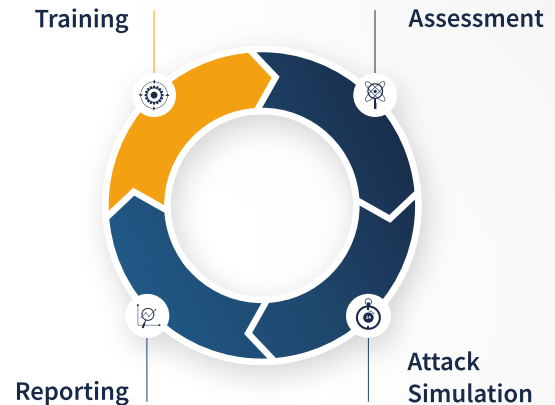 Training
Assessment
Reporting
Attack
Simulation